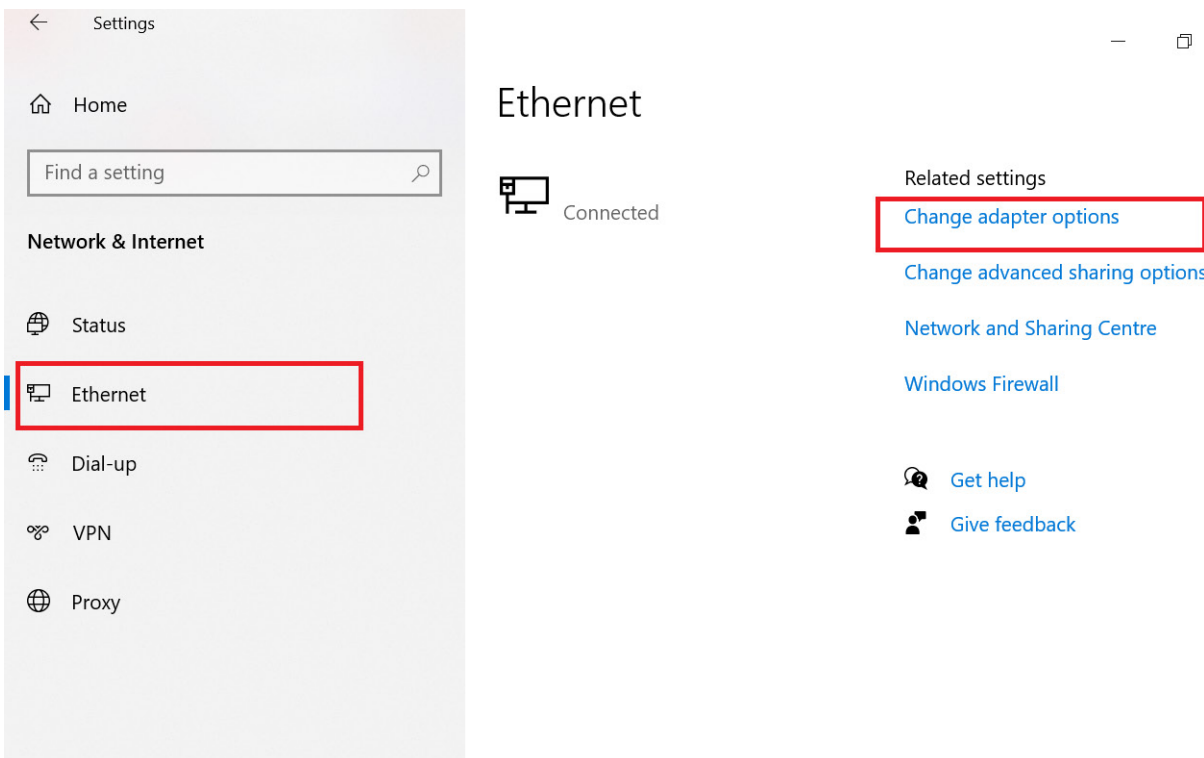 Settings
Home
Find a setting
Network & Internet
Status
Ethernet
Dial-up
VPN
Proxy
Ethernet
Connected
Related settings
Change adapter options
Change advanced sharing options
Network and Sharing Centre
Windows Firewall
Get help
Give feedback